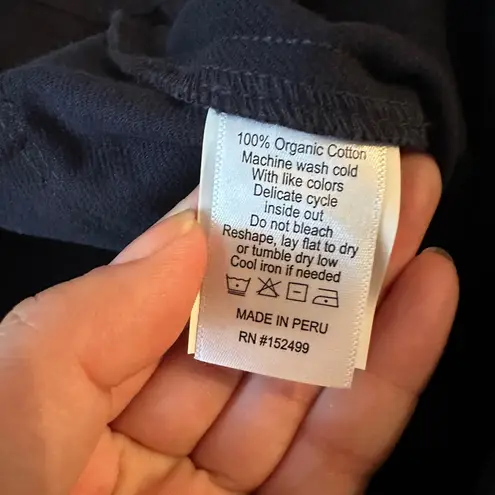 100% Organic Cotton
Machine wash cold
With like colors
Delicate cycle
inside out
Do not bleach
Reshape, lay flat to dry
or tumble dry low
Cool iron if needed
MADE IN PERU
RN #152499